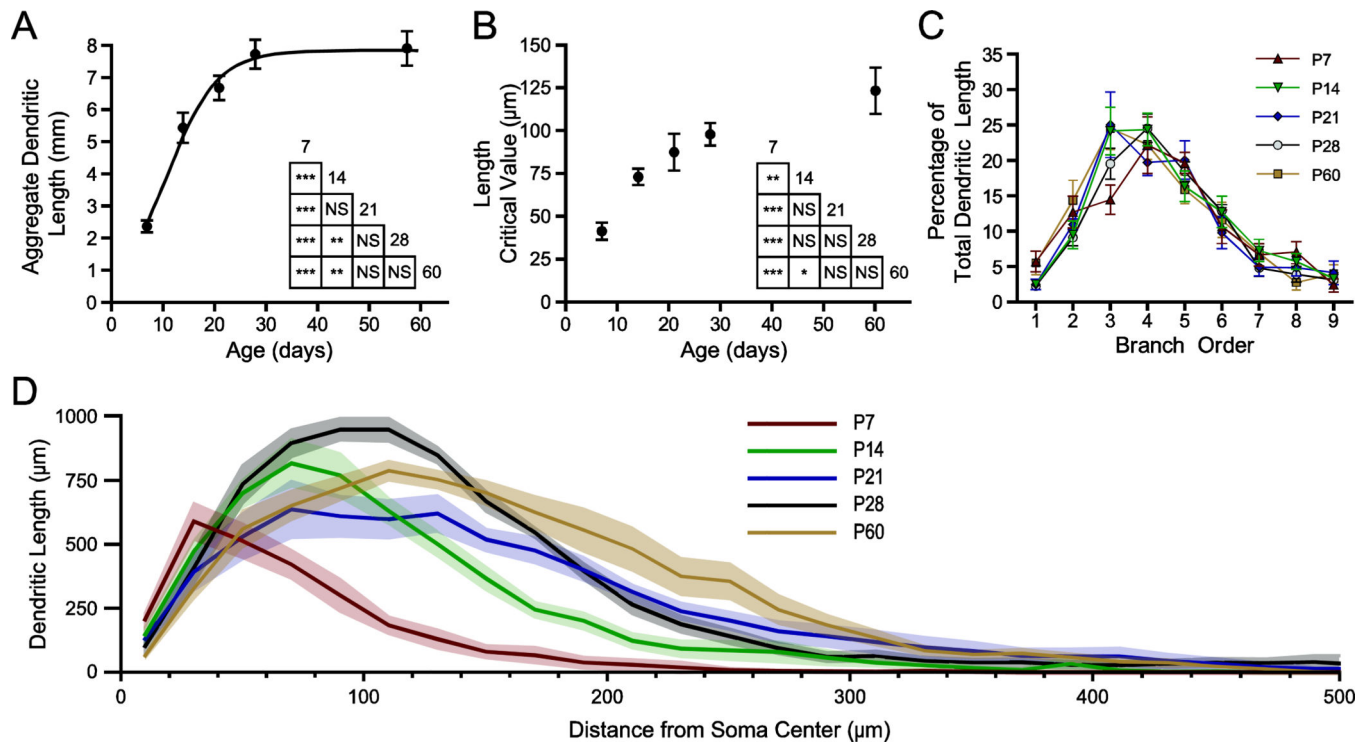 A
Aggregate Dendritic
Length (mm)
8
7
6
5
4
3
2
1
0
0 10 20 30 40 50 60
Age (days)
7
*** 14
*** NS 21
*** ** NS 28
*** ** NS NS 60
B
Length
Critical Value (µm)
150
125
100
75
50
25
0
0 10 20 30 40 50 60
Age (days)
7
** 14
*** NS 21
*** NS NS 28
*** * NS NS 60
C
Percentage of
Total Dendritic Length
35
30
25
20
15
10
5
0
1 2 3 4 5 6 7 8 9
Branch Order
P7
P14
P21
P28
P60
D
Dendritic Length (µm)
1000
750
500
250
0
0 100 200 300 400 500
Distance from Soma Center (µm)
P7
P14
P21
P28
P60